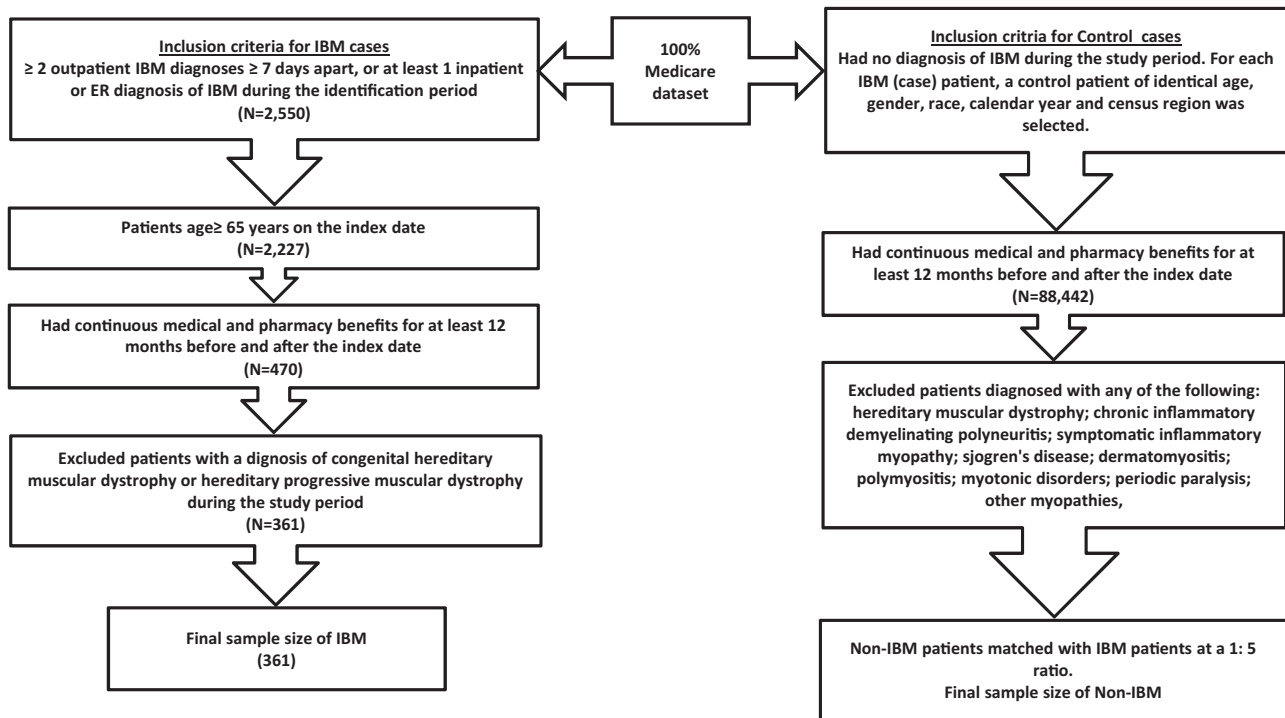 Inclusion criteria for IBM cases
≥ 2 outpatient IBM diagnoses ≥ 7 days apart, or at least 1 inpatient
or ER diagnosis of IBM during the identification period
(N=2,550)
100%
Medicare
dataset
Inclusion critria for Control cases
Had no diagnosis of IBM during the study period. For each
IBM (case) patient, a control patient of identical age,
gender, race, calendar year and census region was
selected.
Patients age≥ 65 years on the index date
(N=2,227)
Had continuous medical and pharmacy benefits for at least 12
months before and after the index date
(N=470)
Excluded patients with a dignosis of congenital hereditary
muscular dystrophy or hereditary progressive muscular dystrophy
during the study period
(N=361)
Final sample size of IBM
(361)
Had continuous medical and pharmacy benefits for at
least 12 months before and after the index date
(N=88,442)
Excluded patients diagnosed with any of the following:
hereditary muscular dystrophy; chronic inflammatory
demyelinating polyneuritis; symptomatic inflammatory
myopathy; sjogren's disease; dermatomyositis;
polymyositis; myotonic disorders; periodic paralysis;
other myopathies,
Non-IBM patients matched with IBM patients at a 1: 5
ratio.
Final sample size of Non-IBM